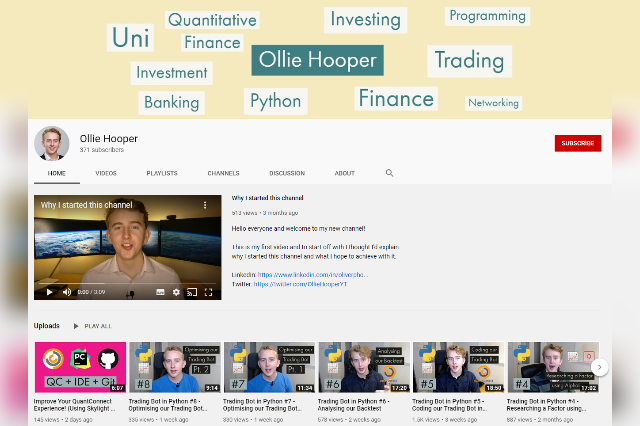 Uni
Quantitative
Finance
Investing
Programming
Ollie Hooper
Trading
Investment
Banking
Python
Finance
Networking
Ollie Hooper
371 subscribers
SUBSCRIBE
HOME VIDEOS PLAYLISTS CHANNELS DISCUSSION ABOUT
Why I started this channel
0:00 / 3:09
Why I started this channel
513 views • 3 months ago
Hello everyone and welcome to my new channel!
This is my first video and to start off with I thought I'd explain
why I started this channel and what I hope to achieve with it.
LinkedIn: https://www.linkedin.com/in/oliverpho...
Twitter: https://twitter.com/OllieHooperYT
Uploads PLAY ALL
PC
QC + IDE + Git
6:07
Optimising our
Trading Bot
Pt. 2
#8
9:14
Optimising our
Trading Bot
Pt. 1
#7
11:34
Analysing
our backtest
#6
17:20
Coding our
Trading Bot
#5
18:50
Researching a Factor
using Alpha
#4
17:02
Improve Your QuantConnect
Experience! (Using Skylight ...
145 views • 2 days ago
Trading Bot in Python #8 -
Optimising our Trading Bot...
335 views • 1 week ago
Trading Bot in Python #7 -
Optimising our Trading Bot...
330 views • 1 week ago
Trading Bot in Python #6 -
Analysing our Backtest
578 views • 2 weeks ago
Trading Bot in Python #5 -
Coding our Trading Bot in...
1.5K views • 3 weeks ago
Trading Bot in Python #4 -
Researching a Factor using...
887 views • 2 months ago